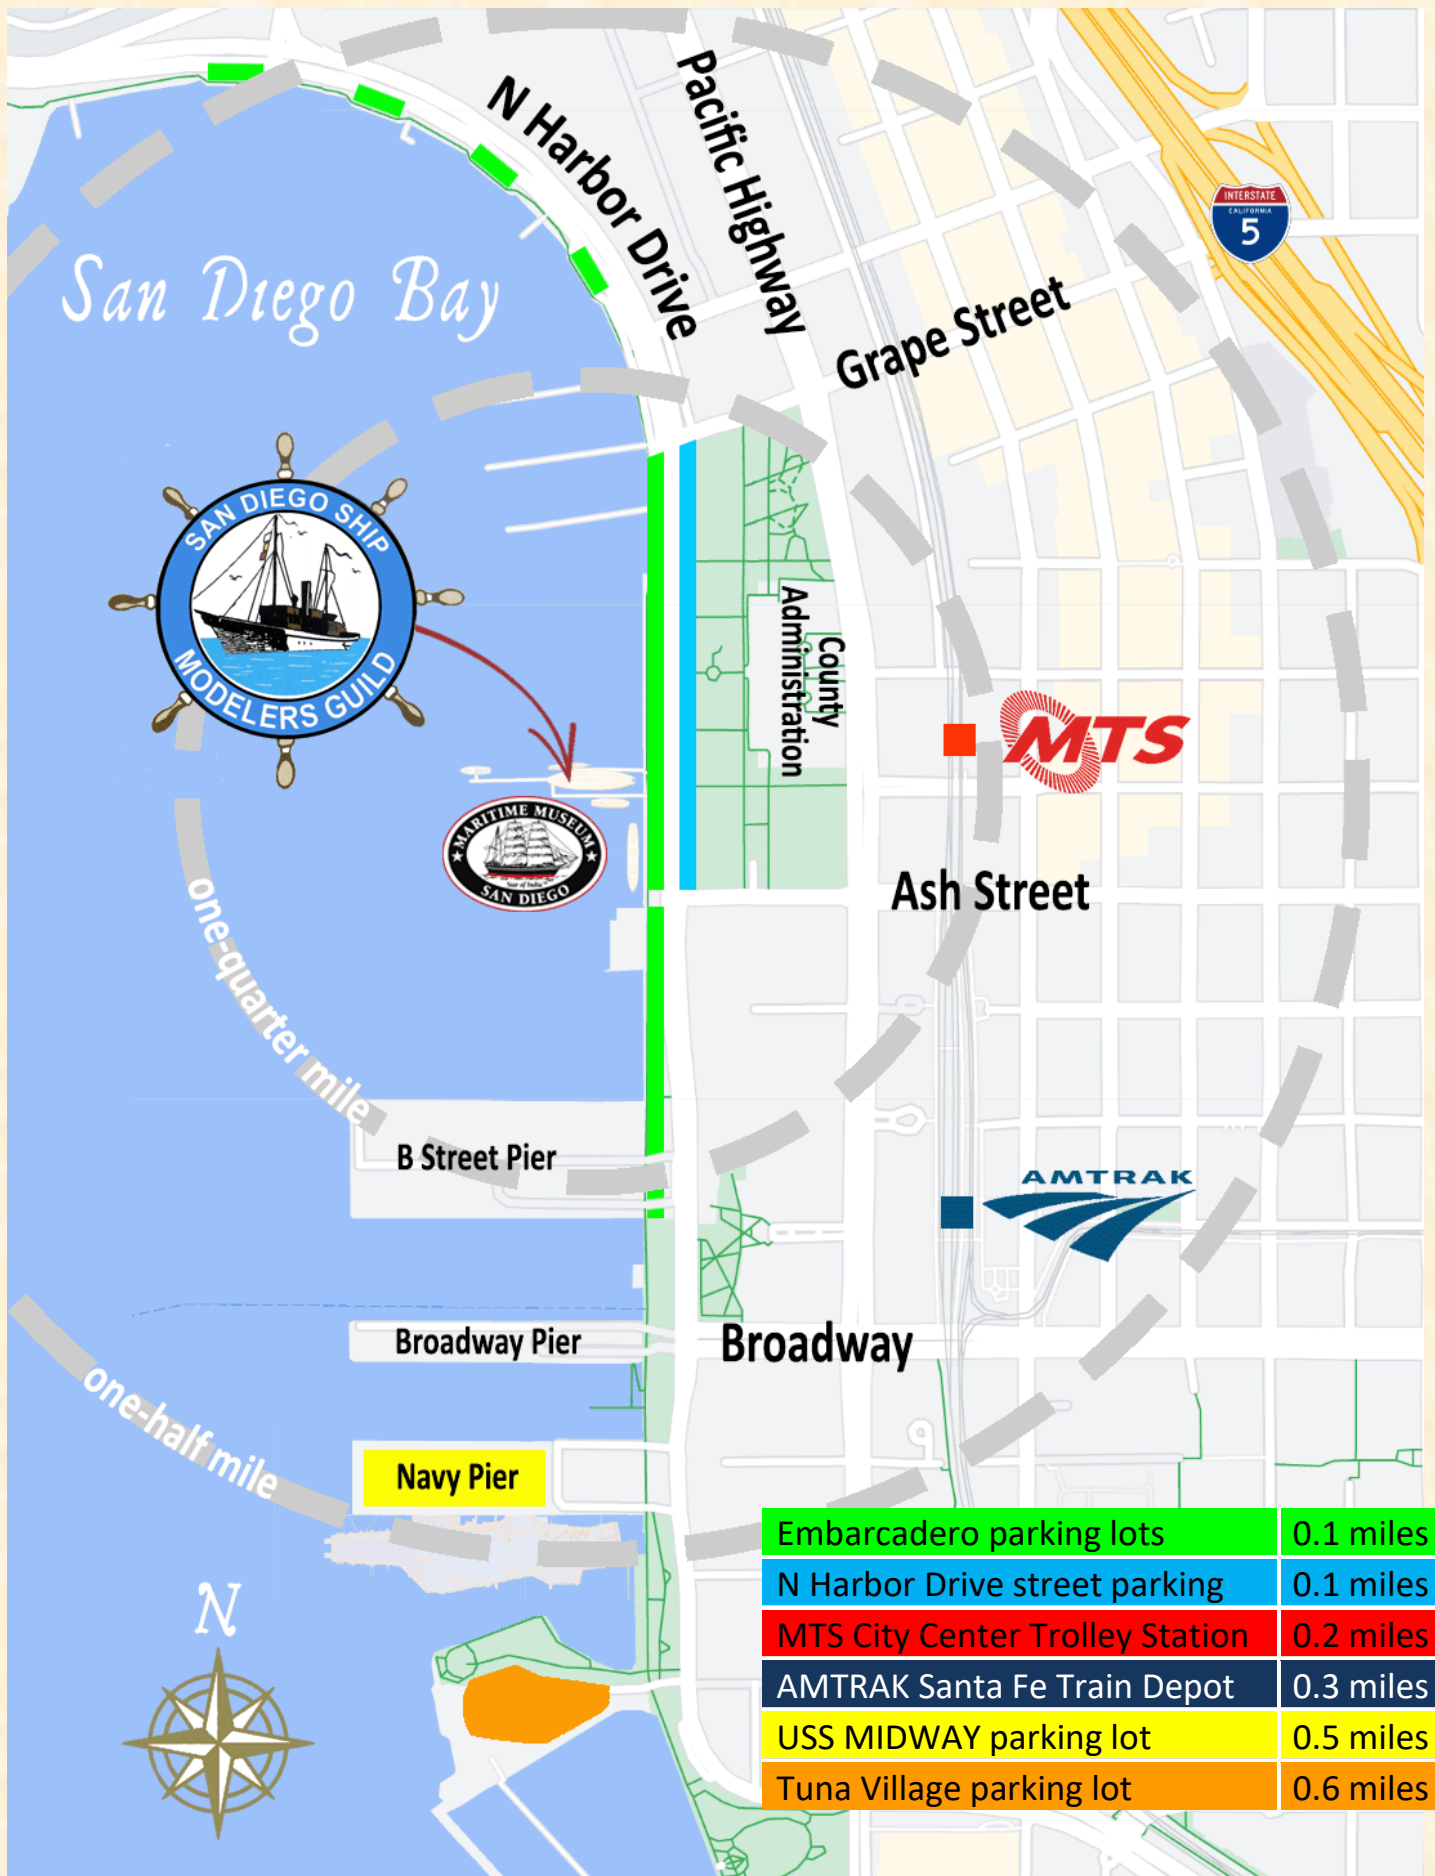 N Harbor Drive
Pacific Highway
INTERSTATE
CALIFORNIA
5
San Diego Bay
Grape Street
SAN DIEGO SHIP
MODELERS GUILD
County
Administration
MTS
MARITIME MUSEUM
Star of India
SAN DIEGO
Ash Street
one-quarter mile
B Street Pier
AMTRAK
Broadway Pier
Broadway
one-half mile
Navy Pier
N
Embarcadero parking lots 0.1 miles
N Harbor Drive street parking 0.1 miles
MTS City Center Trolley Station 0.2 miles
AMTRAK Santa Fe Train Depot 0.3 miles
USS MIDWAY parking lot 0.5 miles
Tuna Village parking lot 0.6 miles